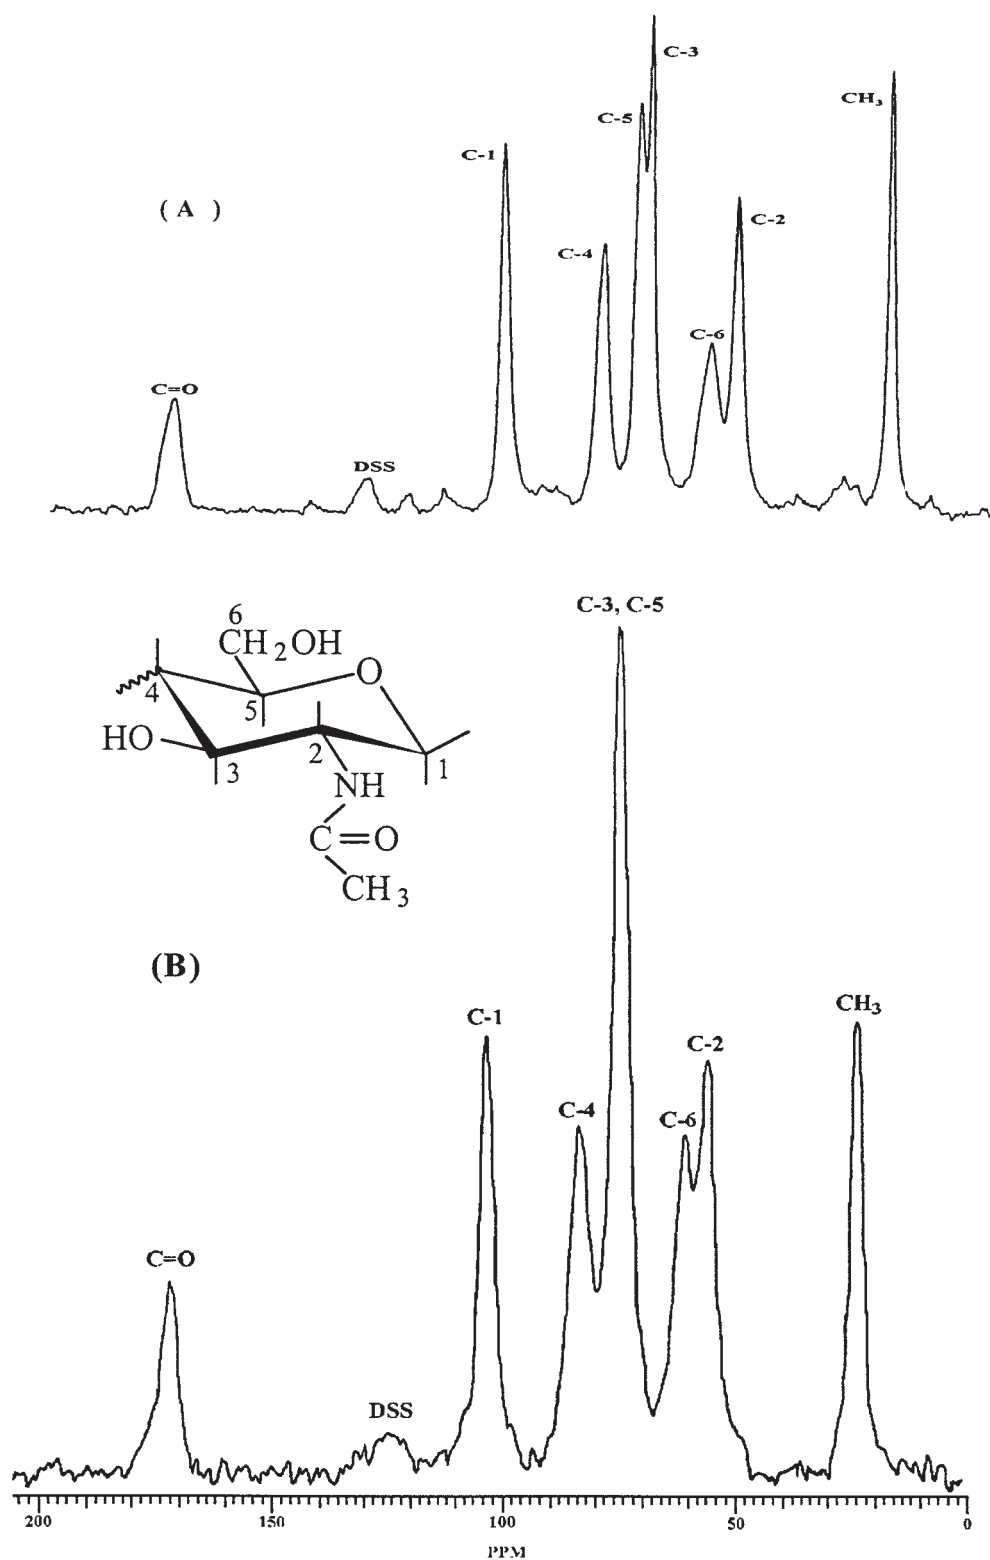 C-3
CH3
C-5
C-1
( A )
C-2
C-4
C-6
C=O
DSS
C-3, C-5
6
CH2OH
O
4
5
HO
2
3
1
NH
C=O
CH3
(B)
CH3
C-1
C-2
C-4
C-6
C=O
DSS
200 150 100 50 0
PPM